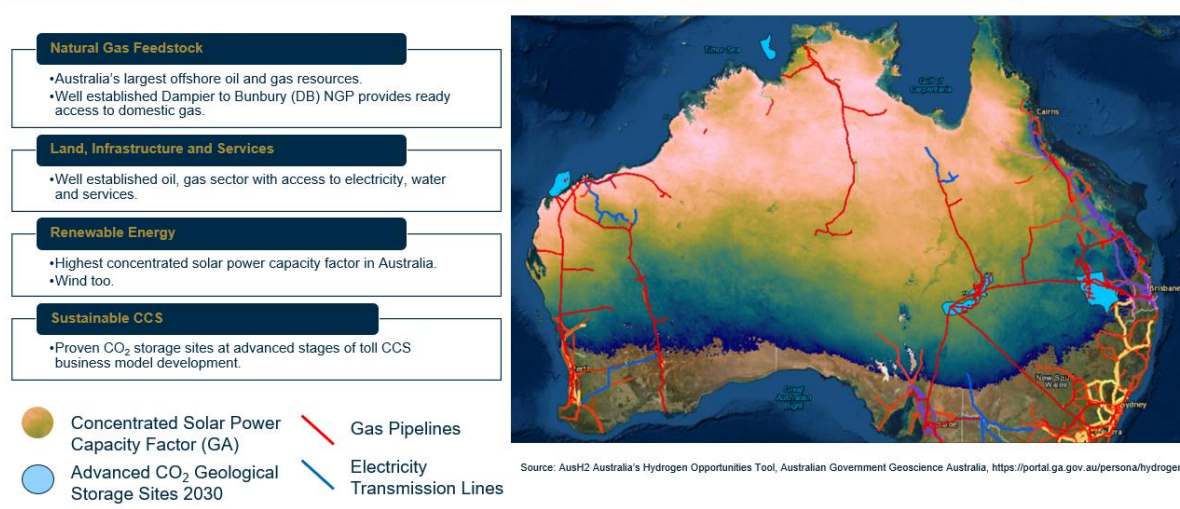 Natural Gas Feedstock
•Australia's largest offshore oil and gas resources.
•Well established Dampier to Bunbury (DB) NGP provides ready
access to domestic gas.
Land, Infrastructure and Services
•Well established oil, gas sector with access to electricity, water
and services.
Renewable Energy
•Highest concentrated solar power capacity factor in Australia.
•Wind too.
Sustainable CCS
•Proven CO₂ storage sites at advanced stages of toll CCS
business model development.
Concentrated Solar Power
Capacity Factor (GA)
Advanced CO₂ Geological
Storage Sites 2030
Gas Pipelines
Electricity
Transmission Lines
Timor Sea
Gulf of
Carpentaria
Cairns
Brisbane
Great
Australian
Bight
New Sou
Wales
Sydney
Source: AusH2 Australia's Hydrogen Opportunities Tool, Australian Government Geoscience Australia, https://portal.ga.gov.au/persona/hydroger